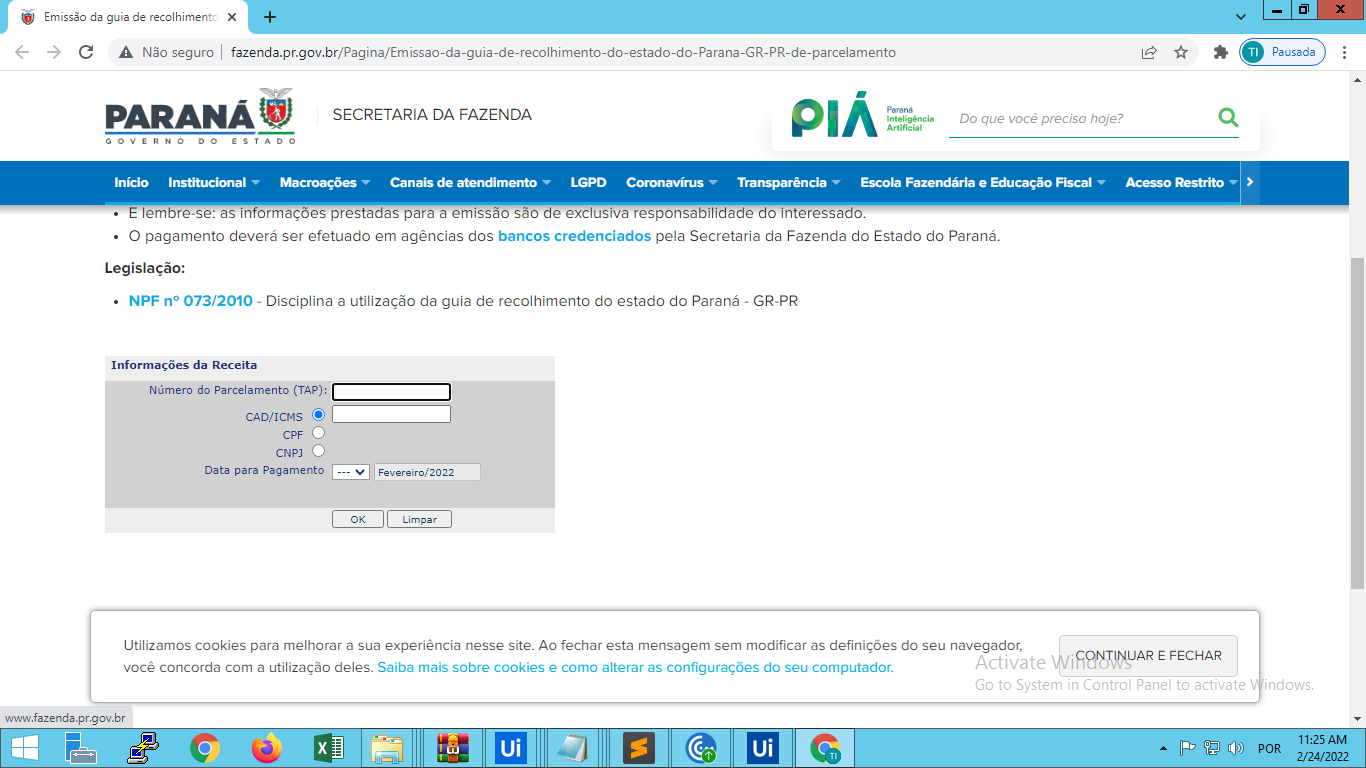 Emissão da guia de recolhimento
Não seguro
fazenda.pr.gov.br/Pagina/Emissao-da-guia-de-recolhimento-do-estado-do-Parana-GR-PR-de-parcelamento
TI
Pausada
PARANÁ
GOVERNO DO ESTADO
SECRETARIA DA FAZENDA
PIÁ
Paraná
Inteligência
Artificial
Do que você precisa hoje?
Início
Institucional
Macroações
Canais de atendimento
LGPD
Coronavírus
Transparência
Escola Fazendária e Educação Fiscal
Acesso Restrito
• E lembre-se: as informações prestadas para a emissão são de exclusiva responsabilidade do interessado.
• O pagamento deverá ser efetuado em agências dos bancos credenciados pela Secretaria da Fazenda do Estado do Paraná.
Legislação:
• NPF nº 073/2010 - Disciplina a utilização da guia de recolhimento do estado do Paraná - GR-PR
Informações da Receita
Número do Parcelamento (TAP):
CAD/ICMS
CPF
CNPJ
Data para Pagamento --- Fevereiro/2022
OK
Limpar
Utilizamos cookies para melhorar a sua experiência nesse site. Ao fechar esta mensagem sem modificar as definições do seu navegador,
você concorda com a utilização deles. Saiba mais sobre cookies e como alterar as configurações do seu computador.
CONTINUAR E FECHAR
Activate Windows
Go to System in Control Panel to activate Windows.
www.fazenda.pr.gov.br
Ui
Ui
TI
POR
11:25 AM
2/24/2022